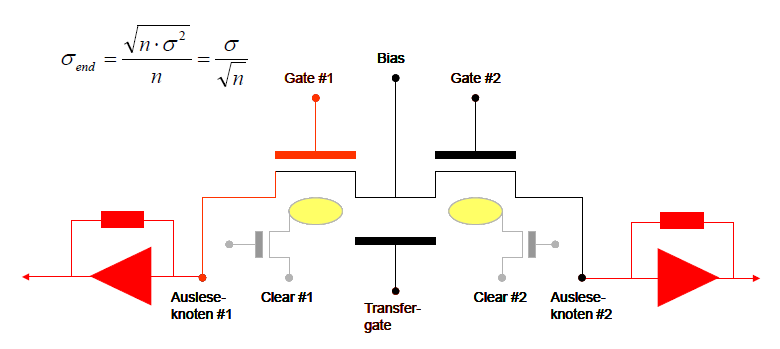 σ_end = √(n·σ²) / n = σ / √n
Bias
Gate #1
Gate #2
Auslese-
knoten #1
Clear #1
Transfer-
gate
Clear #2
Auslese-
knoten #2